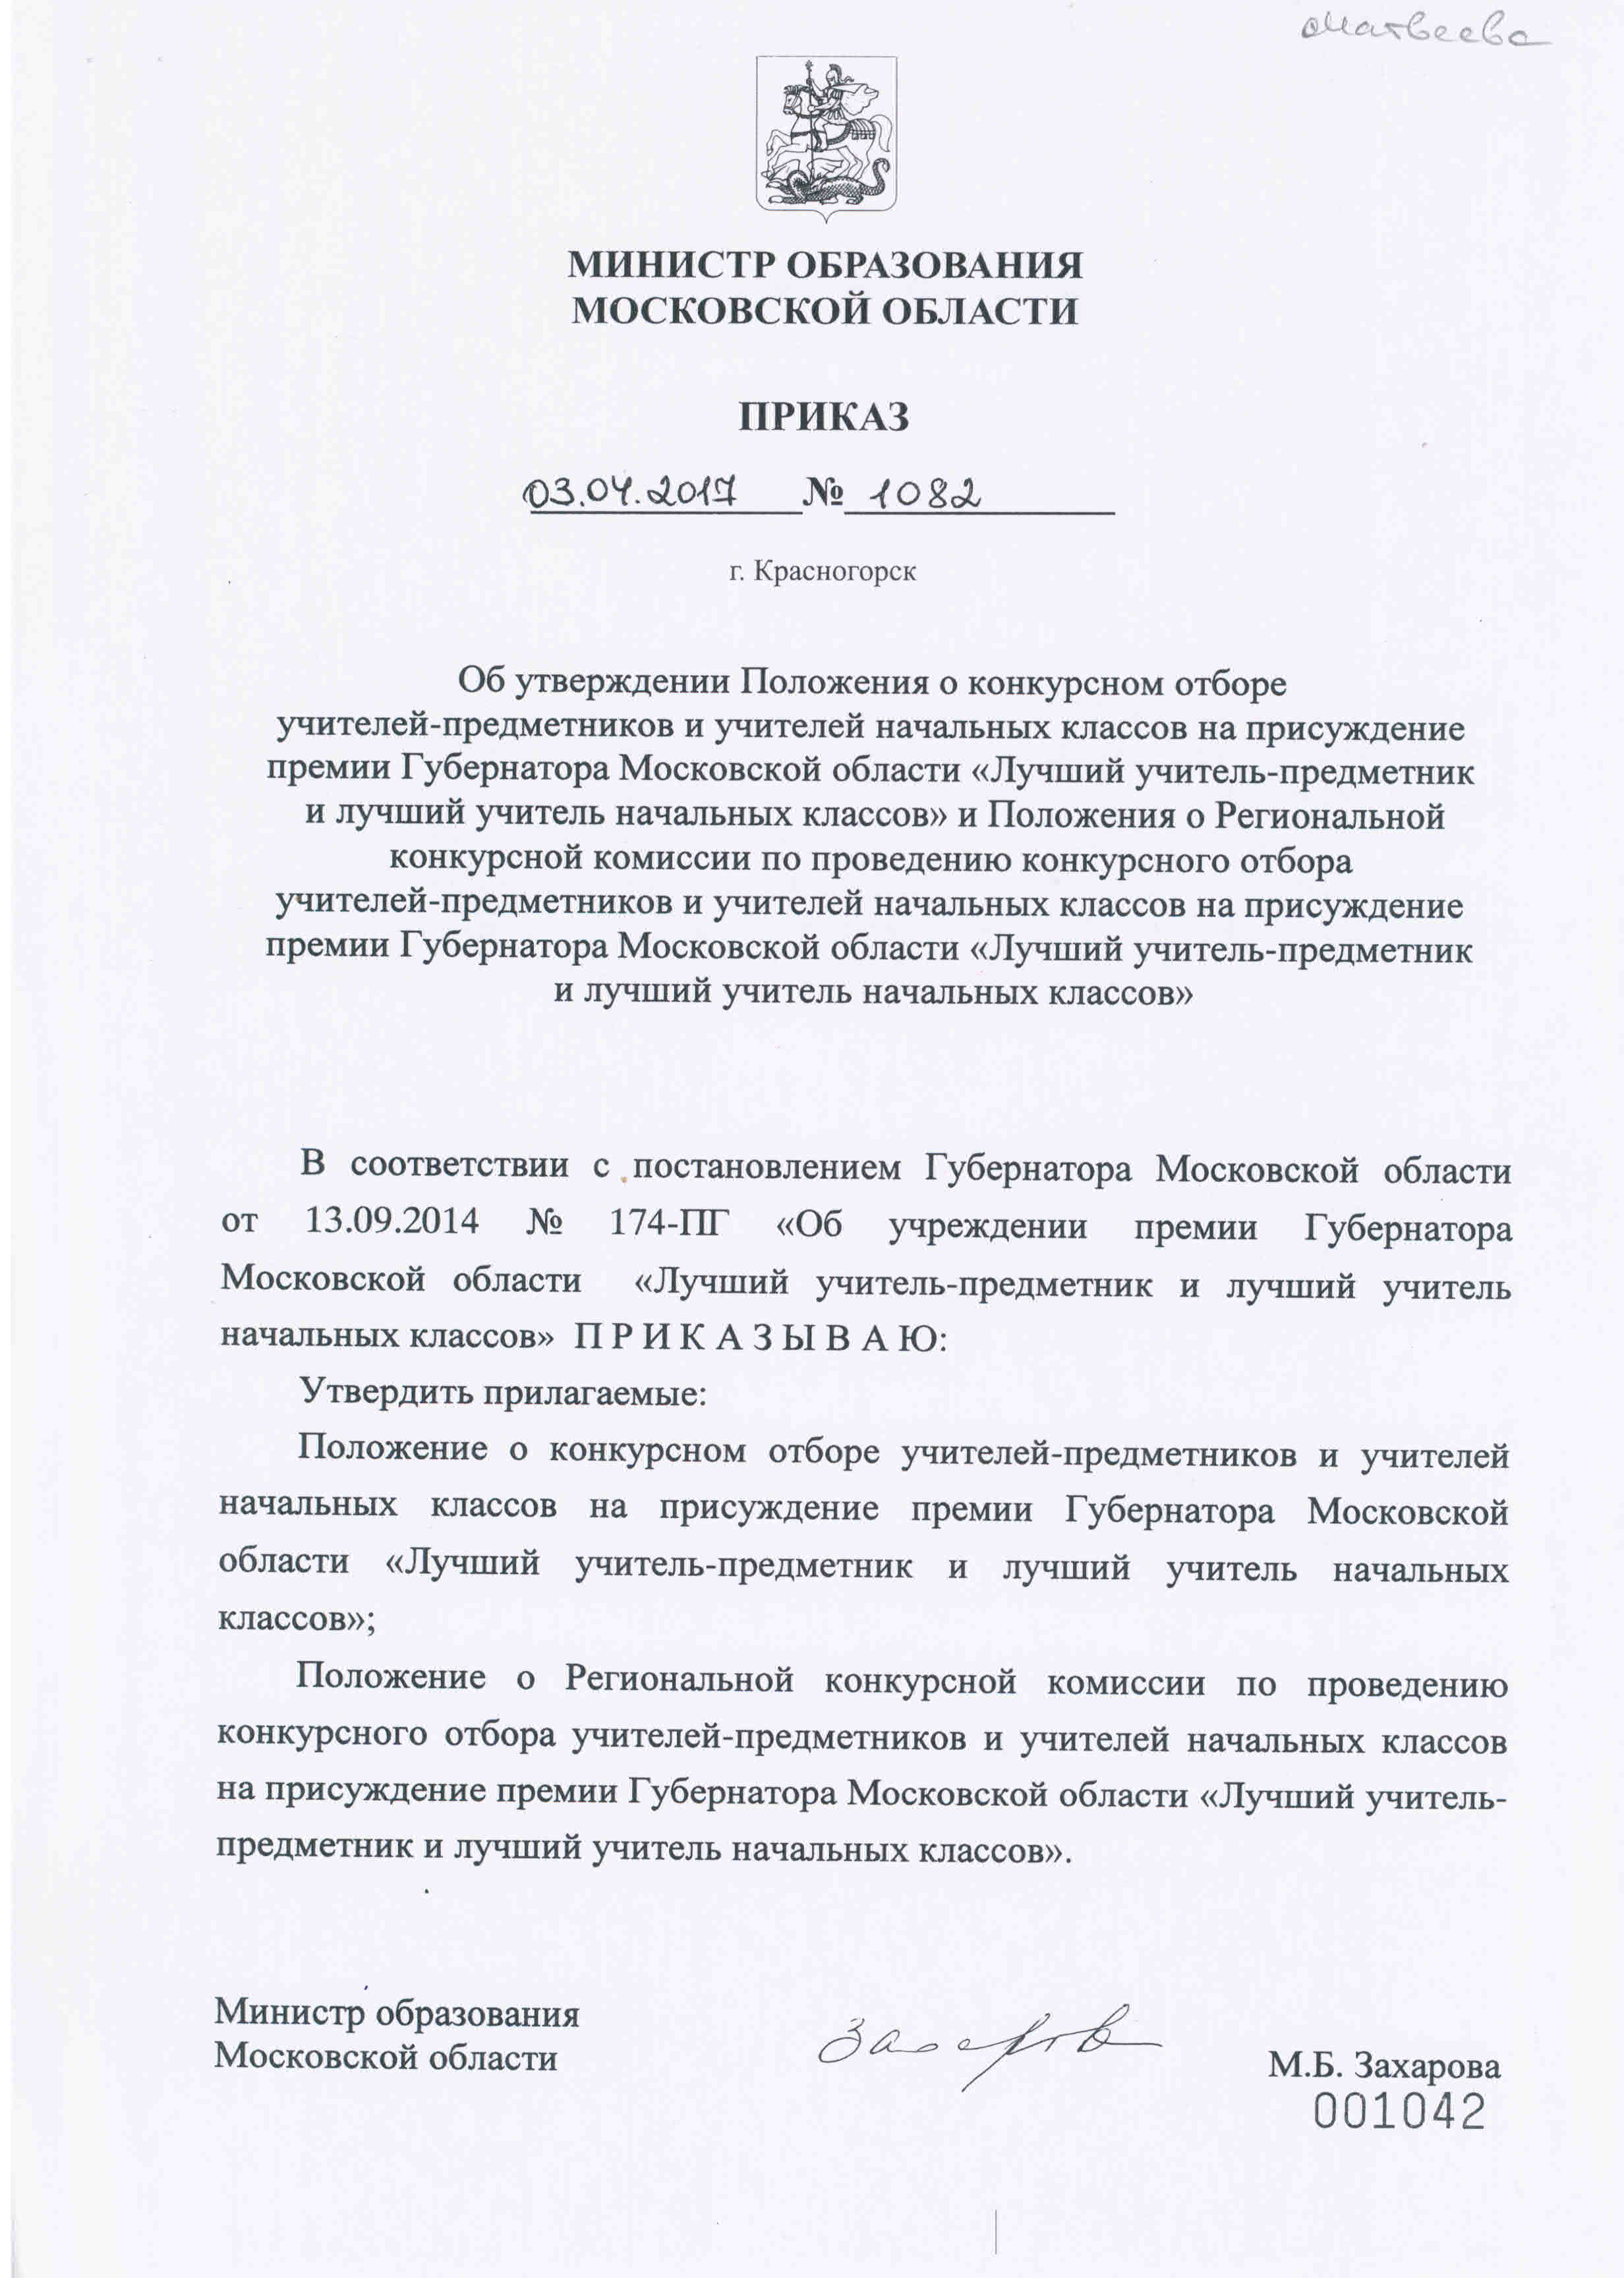 Матвеева
МИНИСТР ОБРАЗОВАНИЯ
МОСКОВСКОЙ ОБЛАСТИ
ПРИКАЗ
03.04.2017 № 1082
г. Красногорск
Об утверждении Положения о конкурсном отборе
учителей-предметников и учителей начальных классов на присуждение
премии Губернатора Московской области «Лучший учитель-предметник
и лучший учитель начальных классов» и Положения о Региональной
конкурсной комиссии по проведению конкурсного отбора
учителей-предметников и учителей начальных классов на присуждение
премии Губернатора Московской области «Лучший учитель-предметник
и лучший учитель начальных классов»
В соответствии с постановлением Губернатора Московской области
от 13.09.2014 № 174-ПГ «Об учреждении премии Губернатора
Московской области «Лучший учитель-предметник и лучший учитель
начальных классов» П Р И К А З Ы В А Ю:
Утвердить прилагаемые:
Положение о конкурсном отборе учителей-предметников и учителей
начальных классов на присуждение премии Губернатора Московской
области «Лучший учитель-предметник и лучший учитель начальных
классов»;
Положение о Региональной конкурсной комиссии по проведению
конкурсного отбора учителей-предметников и учителей начальных классов
на присуждение премии Губернатора Московской области «Лучший учитель-
предметник и лучший учитель начальных классов».
Министр образования
Московской области
М.Б. Захарова
001042